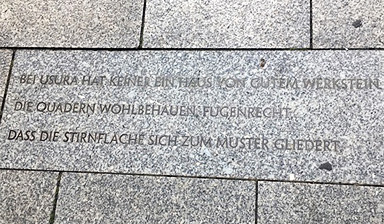 BEI USURA HAT KEINER EIN HAUS VON GUTEM WERKSTEIN
DIE QUADERN WOHLBEHAUEN, FUGENRECHT,
DASS DIE STIRNFLÄCHE SICH ZUM MUSTER GLIEDERT.